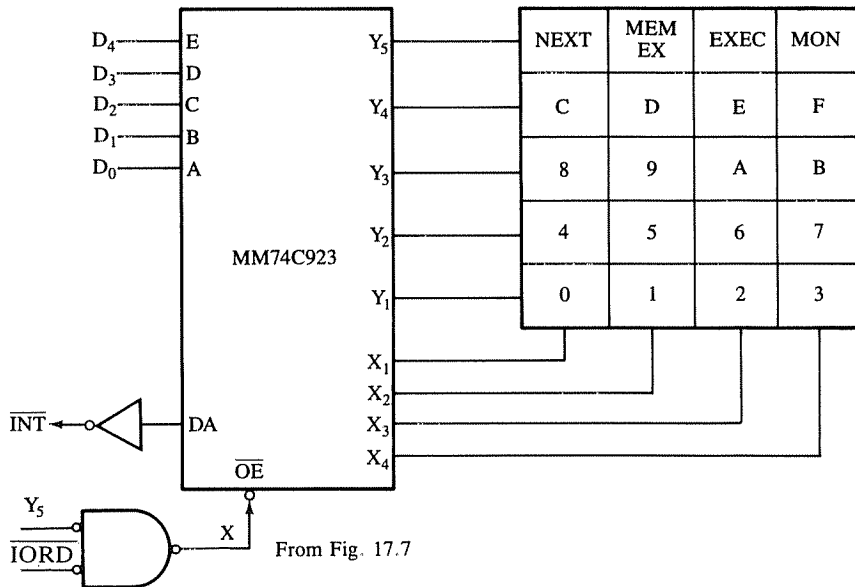 D₄ E Y₅ NEXT MEM EX EXEC MON
D₃ D
D₂ C Y₄ C D E F
D₁ B
D₀ A Y₃ 8 9 A B
Y₂ 4 5 6 7
MM74C923
Y₁ 0 1 2 3
X₁
X₂
INT DA X₃
OE X₄
Y₅
IORD X From Fig. 17.7